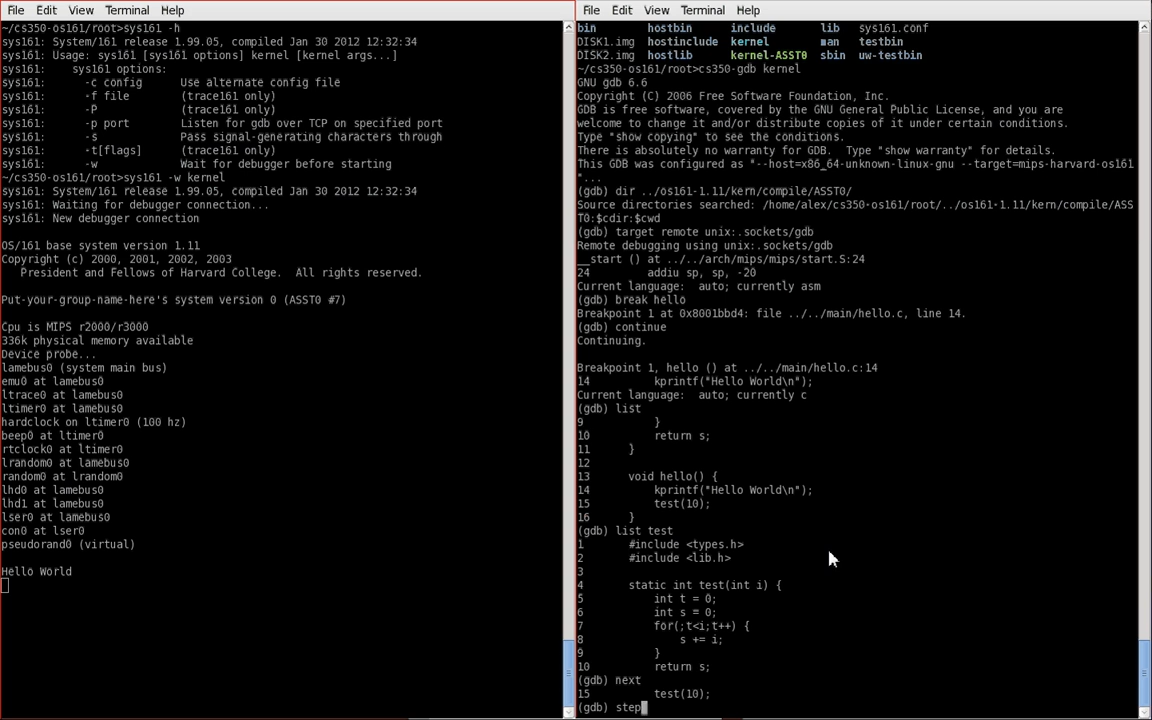 File Edit View Terminal Help
~/cs350-os161/root>sys161 -h
sys161: System/161 release 1.99.05, compiled Jan 30 2012 12:32:34
sys161: Usage: sys161 [sys161 options] kernel [kernel args...]
sys161:    sys161 options:
sys161:      -c config      Use alternate config file
sys161:      -f file        (trace161 only)
sys161:      -P             (trace161 only)
sys161:      -p port        Listen for gdb over TCP on specified port
sys161:      -s             Pass signal-generating characters through
sys161:      -t[flags]      (trace161 only)
sys161:      -w             Wait for debugger before starting
~/cs350-os161/root>sys161 -w kernel
sys161: System/161 release 1.99.05, compiled Jan 30 2012 12:32:34
sys161: Waiting for debugger connection...
sys161: New debugger connection
OS/161 base system version 1.11
Copyright (c) 2000, 2001, 2002, 2003
   President and Fellows of Harvard College.  All rights reserved.
Put-your-group-name-here's system version 0 (ASST0 #7)
Cpu is MIPS r2000/r3000
336k physical memory available
Device probe...
lamebus0 (system main bus)
emu0 at lamebus0
ltrace0 at lamebus0
ltimer0 at lamebus0
hardclock on ltimer0 (100 hz)
beep0 at ltimer0
rtclock0 at ltimer0
lrandom0 at lamebus0
random0 at lrandom0
lhd0 at lamebus0
lhd1 at lamebus0
lser0 at lamebus0
con0 at lser0
pseudorand0 (virtual)
Hello World
File Edit View Terminal Help
bin        hostbin      include       lib   sys161.conf
DISK1.img  hostinclude  kernel        man   testbin
DISK2.img  hostlib      kernel-ASST0  sbin  uw-testbin
~/cs350-os161/root>cs350-gdb kernel
GNU gdb 6.6
Copyright (C) 2006 Free Software Foundation, Inc.
GDB is free software, covered by the GNU General Public License, and you are
welcome to change it and/or distribute copies of it under certain conditions.
Type "show copying" to see the conditions.
There is absolutely no warranty for GDB.  Type "show warranty" for details.
This GDB was configured as "--host=x86_64-unknown-linux-gnu --target=mips-harvard-os161
"...
(gdb) dir ../os161-1.11/kern/compile/ASST0/
Source directories searched: /home/alex/cs350-os161/root/../os161-1.11/kern/compile/ASS
T0:$cdir:$cwd
(gdb) target remote unix:.sockets/gdb
Remote debugging using unix:.sockets/gdb
__start () at ../../arch/mips/mips/start.S:24
24          addiu sp, sp, -20
Current language:  auto; currently asm
(gdb) break hello
Breakpoint 1 at 0x8001bbd4: file ../../main/hello.c, line 14.
(gdb) continue
Continuing.
Breakpoint 1, hello () at ../../main/hello.c:14
14          kprintf("Hello World\n");
Current language:  auto; currently c
(gdb) list
9           }
10          return s;
11      }
12
13      void hello() {
14          kprintf("Hello World\n");
15          test(10);
16      }
(gdb) list test
1       #include <types.h>
2       #include <lib.h>
3
4       static int test(int i) {
5           int t = 0;
6           int s = 0;
7           for(;t<i;t++) {
8               s += i;
9           }
10          return s;
(gdb) next
15          test(10);
(gdb) step